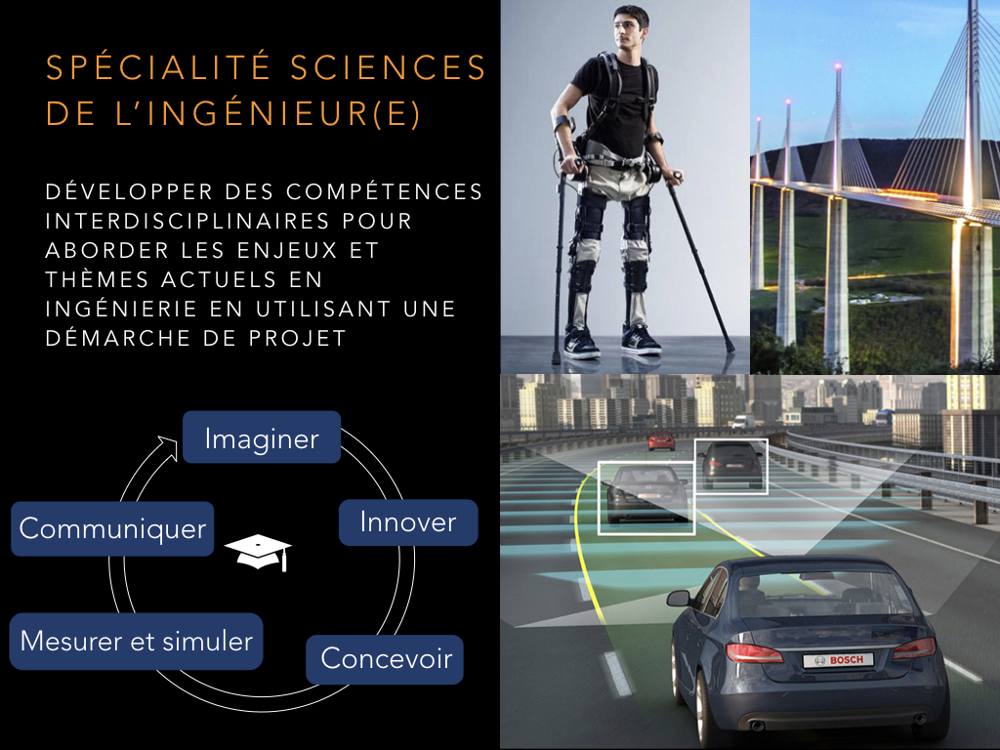 SPÉCIALITÉ SCIENCES
DE L’INGÉNIEUR(E)
DÉVELOPPER DES COMPÉTENCES
INTERDISCIPLINAIRES POUR
ABORDER LES ENJEUX ET
THÈMES ACTUELS EN
INGÉNIERIE EN UTILISANT UNE
DÉMARCHE DE PROJET
Imaginer
Innover
Concevoir
Mesurer et simuler
Communiquer
BOSCH